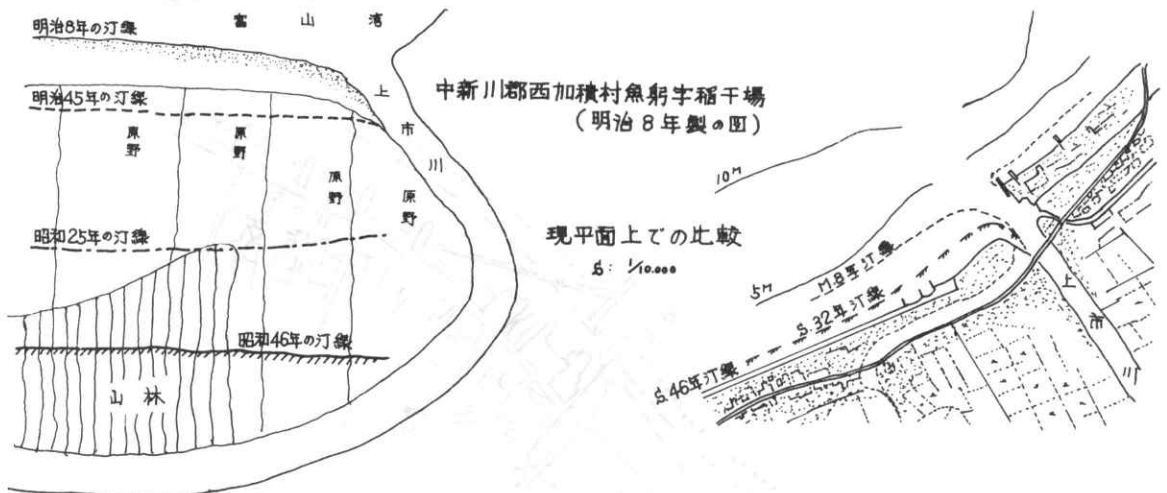 富山湾
明治8年の汀線
上市川
明治45年の汀線
原野
原野
原野
原野
昭和25年の汀線
昭和46年の汀線
山林
中新川郡西加積村魚躬字稲干場
(明治8年製の図)
現平面上での比較
S: 1/10.000
10M
5M
M.8年汀線
S.32年汀線
S.46年汀線
上市川